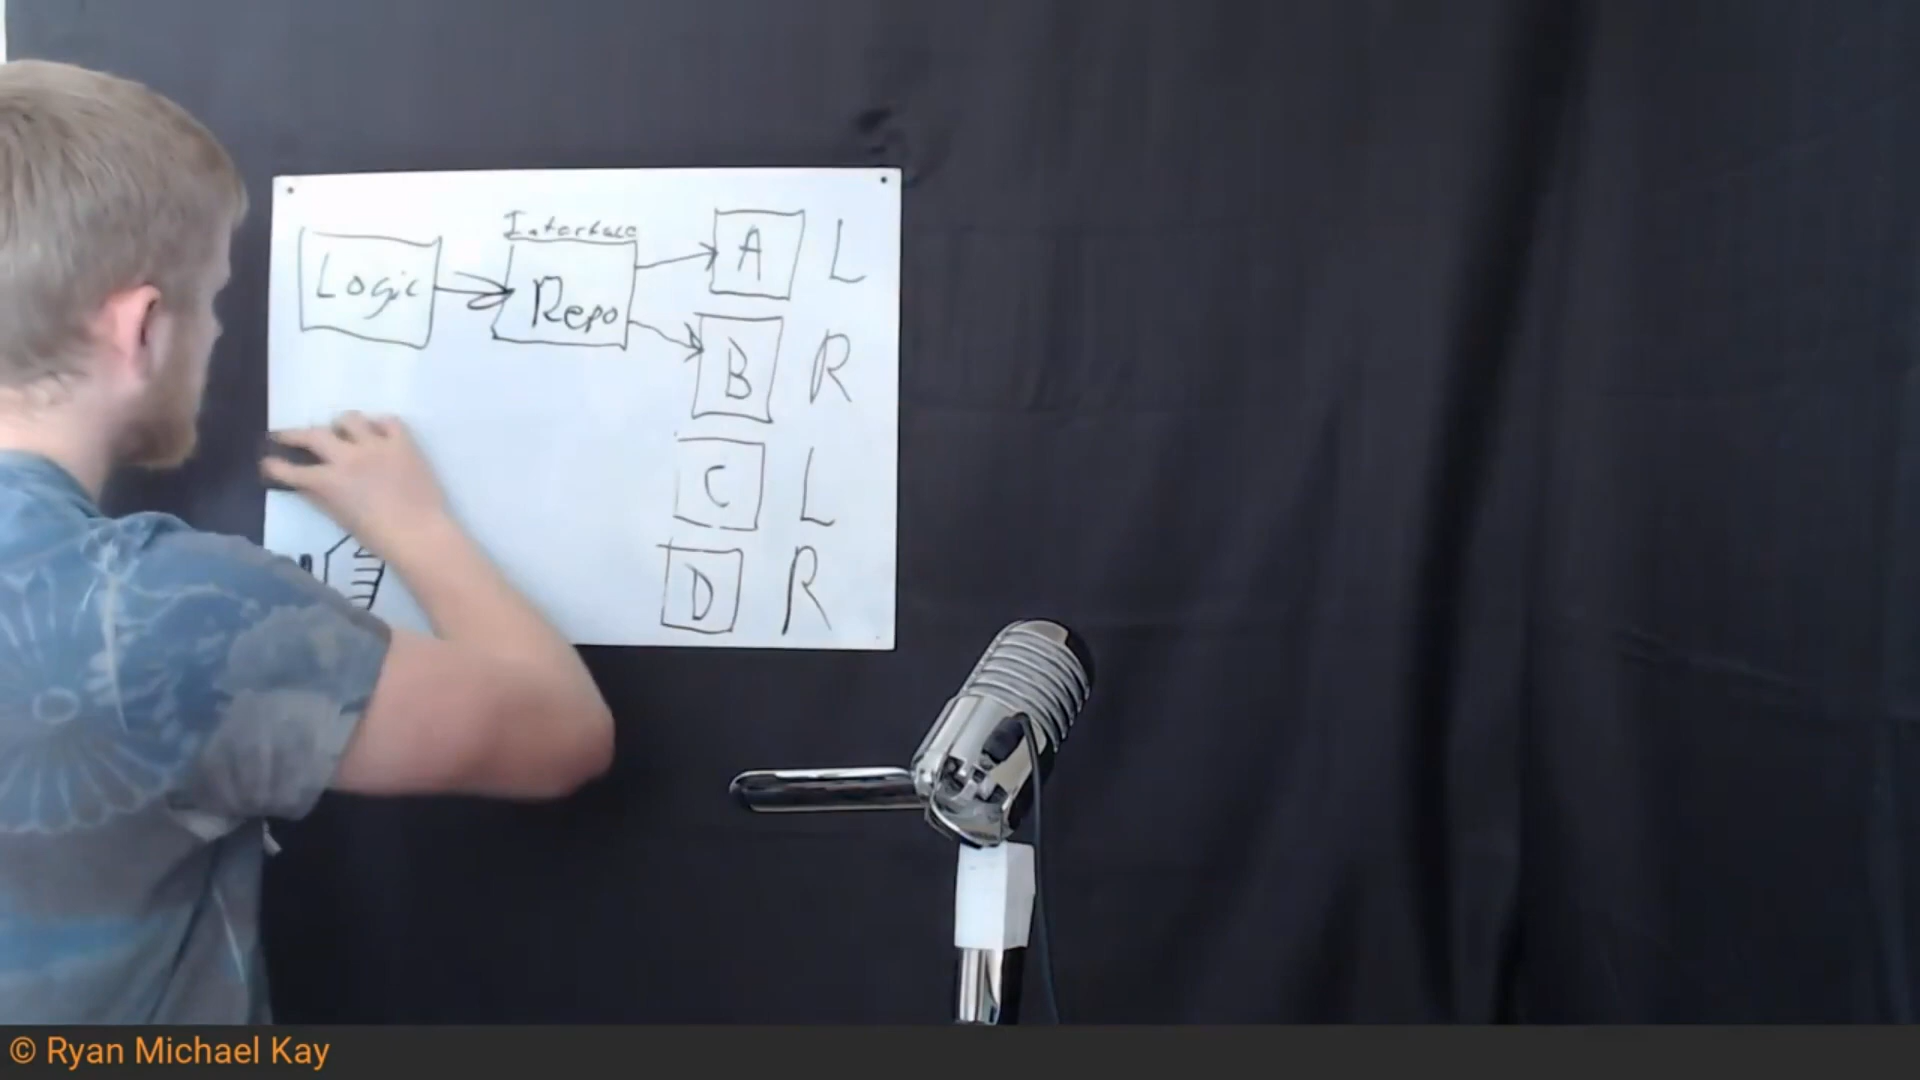 Interface
Logic
Repo
A L
B R
C L
D R
© Ryan Michael Kay